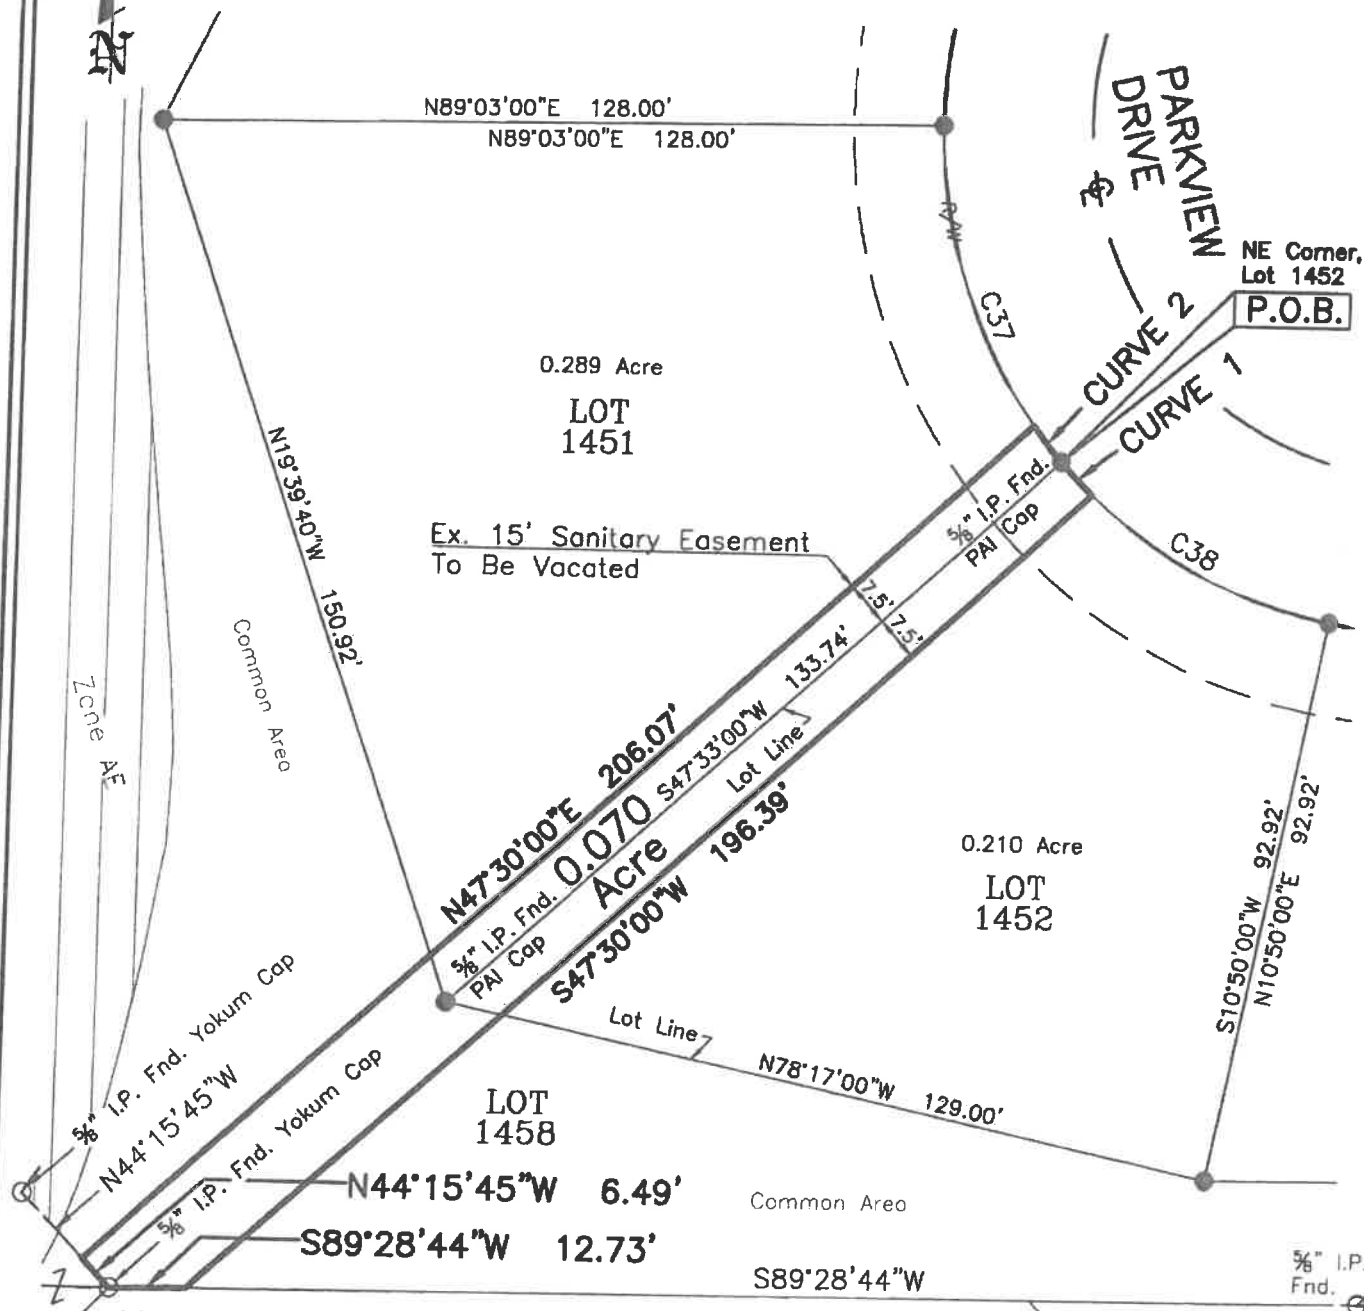 N
N89°03'00"E 128.00'
N89°03'00"E 128.00'
PARKVIEW
DRIVE
R/W
C37
NE Corner,
Lot 1452
P.O.B.
CURVE 2
CURVE 1
0.289 Acre
LOT
1451
N19°39'40"W 150.92'
Ex. 15' Sanitary Easement
To Be Vacated
5/8" I.P. Fnd.
PAI Cap
C38
7.5' 7.5'
Common Area
Zone AE
N47°30'00"E 206.07'
S47°33'00"W 133.74'
Lot Line
0.070
Acre
S47°30'00"W 196.39'
5/8" I.P. Fnd.
PAI Cap
0.210 Acre
LOT
1452
S10°50'00"W 92.92'
N10°50'00"E 92.92'
Lot Line
N78°17'00"W 129.00'
5/8" I.P. Fnd. Yokum Cap
N44°15'45"W
5/8" I.P. Fnd. Yokum Cap
LOT
1458
N44°15'45"W 6.49'
S89°28'44"W 12.73'
Common Area
S89°28'44"W
5/8" I.P.
Fnd.